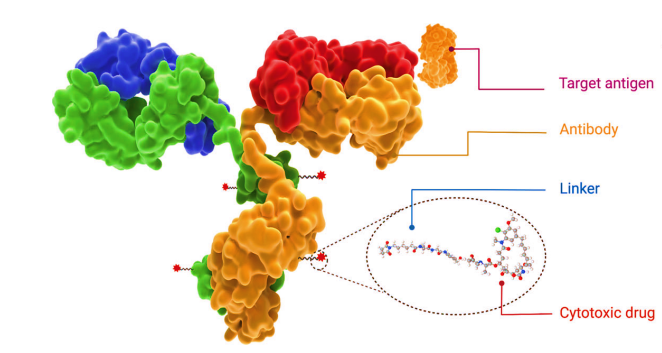 Target antigen
Antibody
Linker
Cytotoxic drug